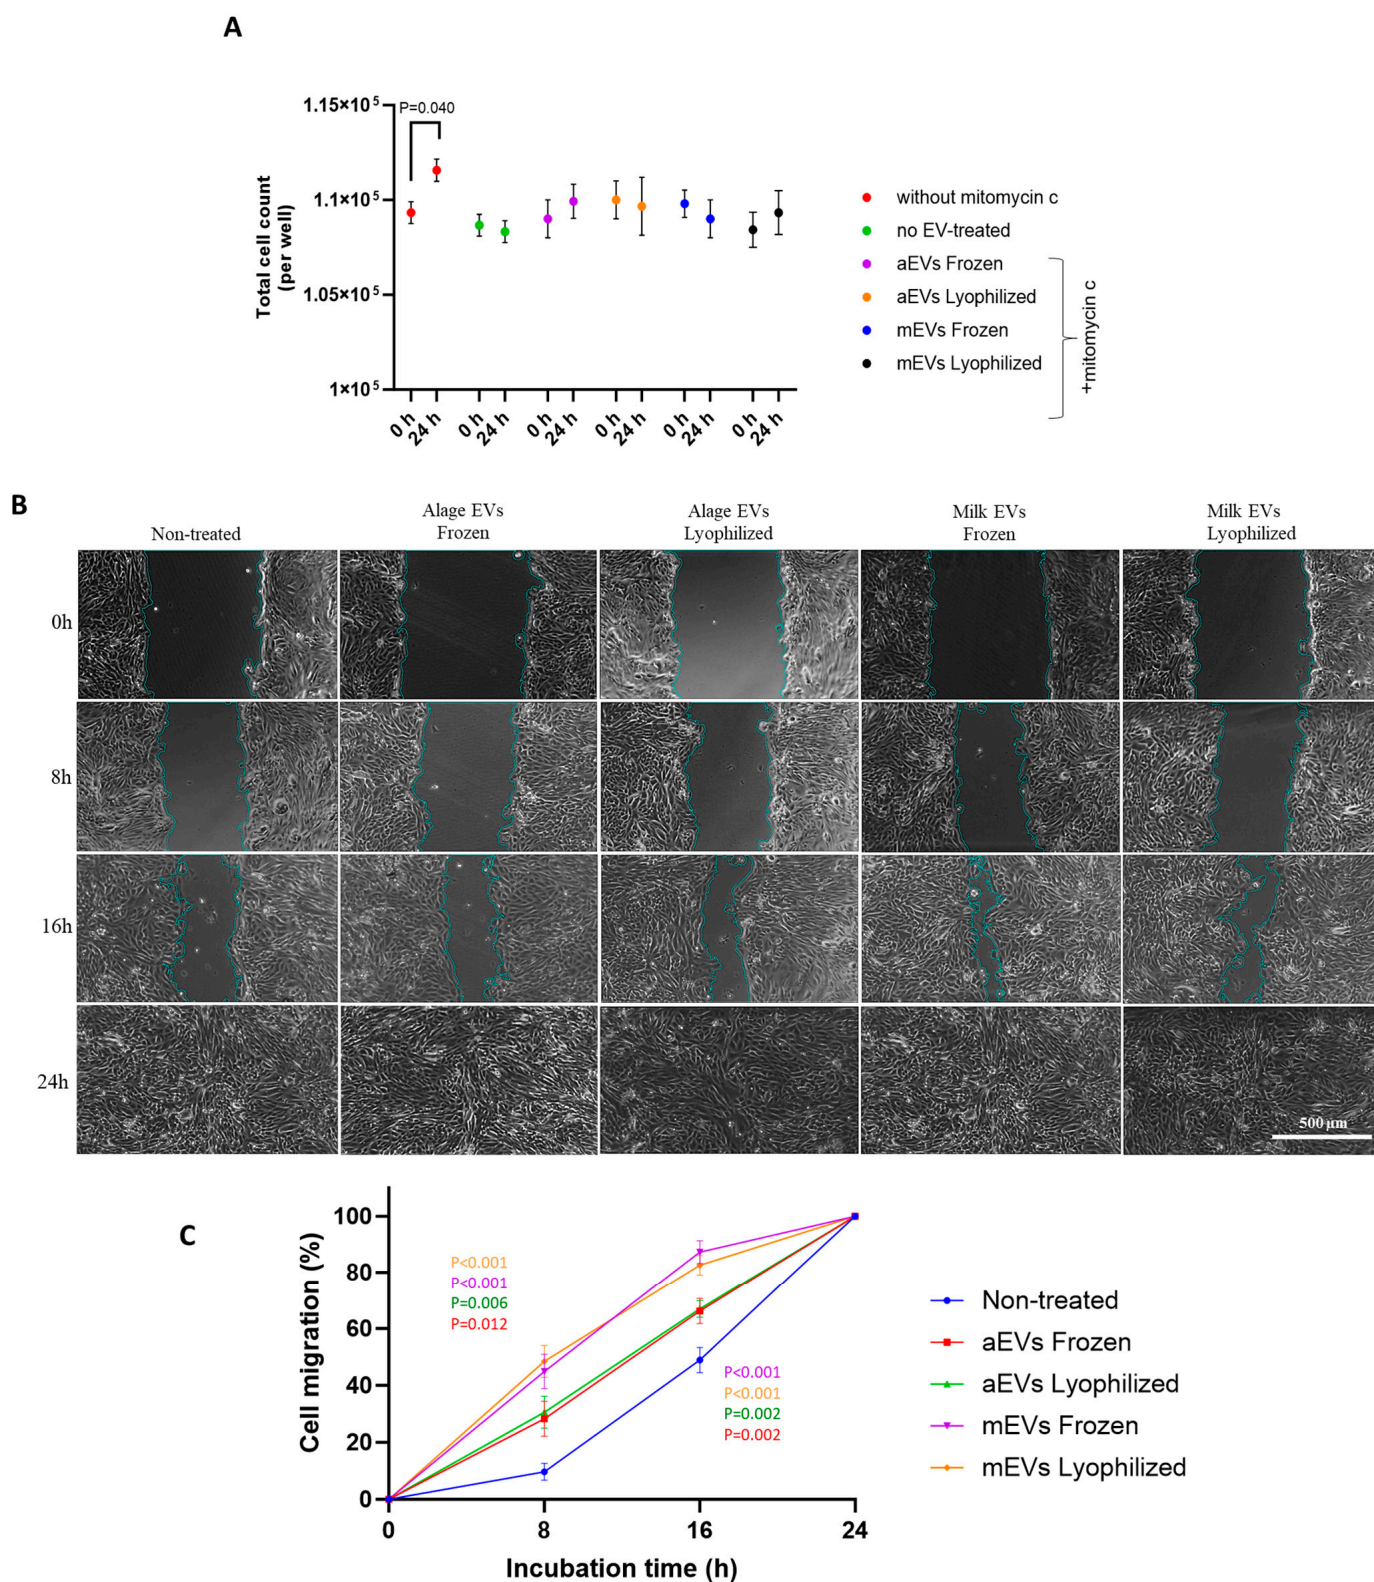 A
1.15×10⁵
P=0.040
1.1×10⁵
1.05×10⁵
1×10⁵
Total cell count
(per well)
0 h
24 h
0 h
24 h
0 h
24 h
0 h
24 h
0 h
24 h
0 h
24 h
without mitomycin c
no EV-treated
aEVs Frozen
aEVs Lyophilized
mEVs Frozen
mEVs Lyophilized
+mitomycin c
B
Non-treated
Alage EVs
Frozen
Alage EVs
Lyophilized
Milk EVs
Frozen
Milk EVs
Lyophilized
0h
8h
16h
24h
500 µm
C
Cell migration (%)
100
80
60
40
20
0
P<0.001
P<0.001
P=0.006
P=0.012
P<0.001
P<0.001
P=0.002
P=0.002
0
8
16
24
Incubation time (h)
Non-treated
aEVs Frozen
aEVs Lyophilized
mEVs Frozen
mEVs Lyophilized